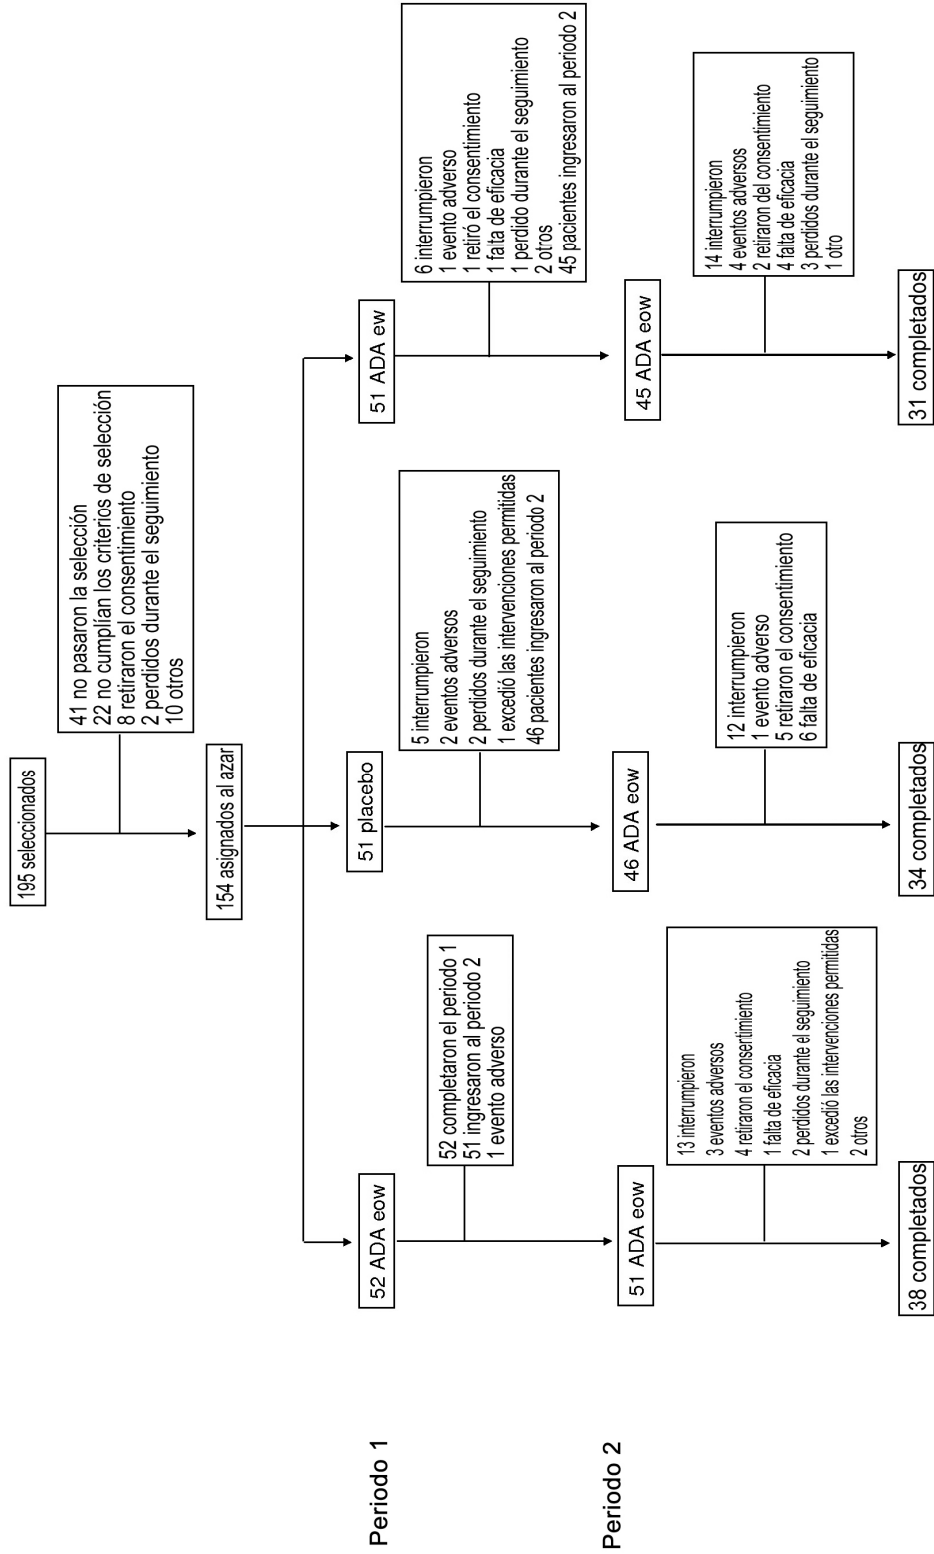 195 seleccionados
41 no pasaron la selección
22 no cumplían los criterios de selección
8 retiraron el consentimiento
2 perdidos durante el seguimiento
10 otros
154 asignados al azar
Periodo 1
52 ADA eow
52 completaron el periodo 1
51 ingresaron al periodo 2
1 evento adverso
51 placebo
5 interrumpieron
2 eventos adversos
2 perdidos durante el seguimiento
1 excedió las intervenciones permitidas
46 pacientes ingresaron al periodo 2
51 ADA ew
6 interrumpieron
1 evento adverso
1 retiró el consentimiento
1 falta de eficacia
1 perdido durante el seguimiento
2 otros
45 pacientes ingresaron al periodo 2
Periodo 2
51 ADA eow
13 interrumpieron
3 eventos adversos
4 retiraron el consertimiento
1 falta de eficacia
2 perdidos durante el seguimiento
1 excedió las intervenciones permitidas
2 otros
46 ADA eow
12 interrumpieron
1 evento adverso
5 retiraron el consentimiento
6 falta de eficacia
45 ADA eow
14 interrumpieron
4 eventos adversos
2 retiraron del consentimiento
4 falta de eficacia
3 perdidos durante el seguimiento
1 otro
38 completados
34 completados
31 completados